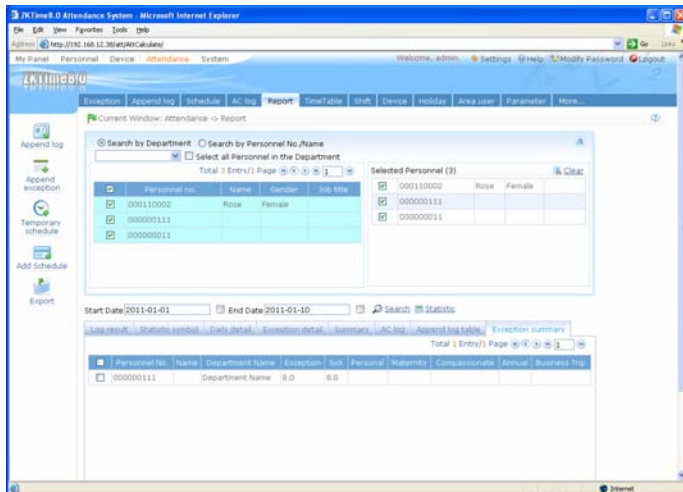 ZKTime8.0 Attendance System - Microsoft Internet Explorer
File Edit View Favorites Tools Help
Address http://192.168.12.38/att/AttCalculate/ Go Links
My Panel Personnel Device Attendance System Welcome, admin. Settings Help Modify Password Logout
ZKTime8.0
Exception Append log Schedule AC log Report TimeTable Shift Device Holiday Area user Parameter More...
Current Window: Attendance -> Report
Append log
Append exception
Temporary schedule
Add Schedule
Export
Search by Department Search by Personnel No./Name
Select all Personnel in the Department
Total 3 Entry/1 Page 1
Personnel no. Name Gender Job title
000110002 Rose Female
000000111
000000011
Selected Personnel (3) Clear
000110002 Rose Female
000000111
000000011
Start Date 2011-01-01 End Date 2011-01-10 Search Statistic
Log result Statistic symbol Daily detail Exception detail Summary AC log Append log table Exception summary
Total 1 Entry/1 Page 1
Personnel No. Name Department Name Exception Sick Personal Maternity Compassionate Annual Business Trip
000000111 Department Name 8.0 8.0
Internet